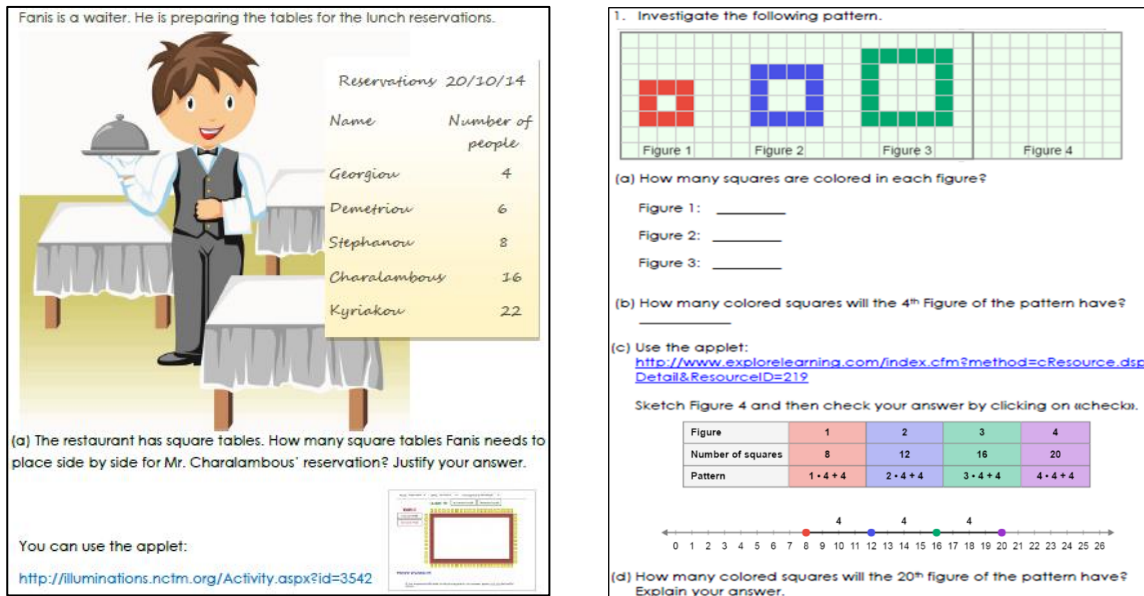 Fanis is a waiter. He is preparing the tables for the lunch reservations.
Reservations 20/10/14
Name Number of
people
Georgiou 4
Demetriou 6
Stephanou 8
Charalambous 16
Kyriakou 22
(a) The restaurant has square tables. How many square tables Fanis needs to
place side by side for Mr. Charalambous’ reservation? Justify your answer.
You can use the applet:
http://illuminations.nctm.org/Activity.aspx?id=3542
1. Investigate the following pattern.
Figure 1 Figure 2 Figure 3 Figure 4
(a) How many squares are colored in each figure?
Figure 1: ________
Figure 2: ________
Figure 3: ________
(b) How many colored squares will the 4th Figure of the pattern have?
___________
(c) Use the applet:
http://www.explorelearning.com/index.cfm?method=cResource.dsp
Detail&ResourceID=219
Sketch Figure 4 and then check your answer by clicking on «check».
Figure 1 2 3 4
Number of squares 8 12 16 20
Pattern 1 • 4 + 4 2 • 4 + 4 3 • 4 + 4 4 • 4 + 4
4 4 4
0 1 2 3 4 5 6 7 8 9 10 11 12 13 14 15 16 17 18 19 20 21 22 23 24 25 26
(d) How many colored squares will the 20th figure of the pattern have?
Explain your answer.